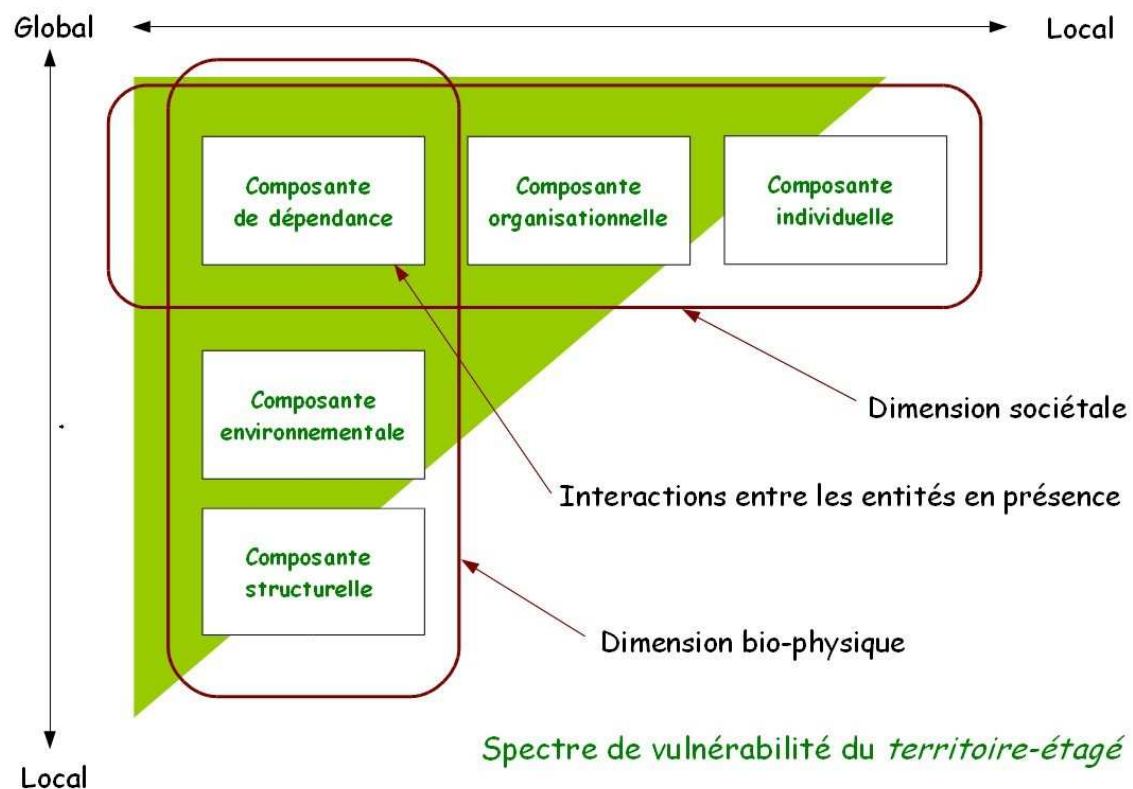 Global
Local
Composante
de dépendance
Composante
organisationnelle
Composante
individuelle
Composante
environnementale
Dimension sociétale
Interactions entre les entités en présence
Composante
structurelle
Dimension bio-physique
Spectre de vulnérabilité du territoire-étagé
Local